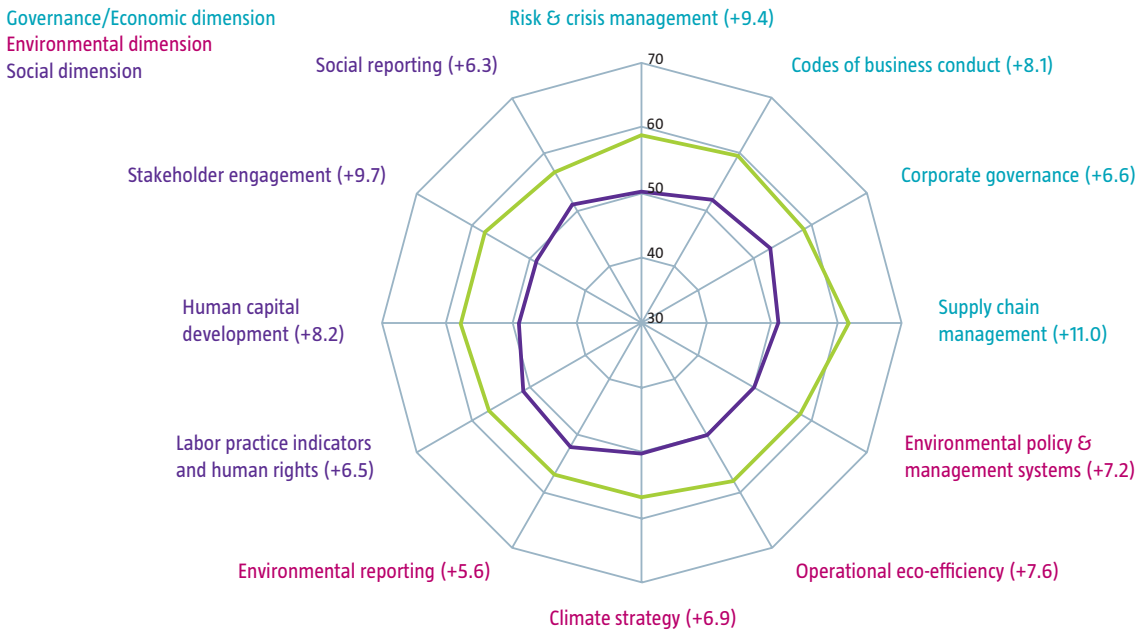 Governance/Economic dimension
Environmental dimension
Social dimension
Risk & crisis management (+9.4)
Codes of business conduct (+8.1)
Corporate governance (+6.6)
Supply chain
management (+11.0)
Environmental policy &
management systems (+7.2)
Operational eco-efficiency (+7.6)
Climate strategy (+6.9)
Environmental reporting (+5.6)
Labor practice indicators
and human rights (+6.5)
Human capital
development (+8.2)
Stakeholder engagement (+9.7)
Social reporting (+6.3)
70
60
50
40
30